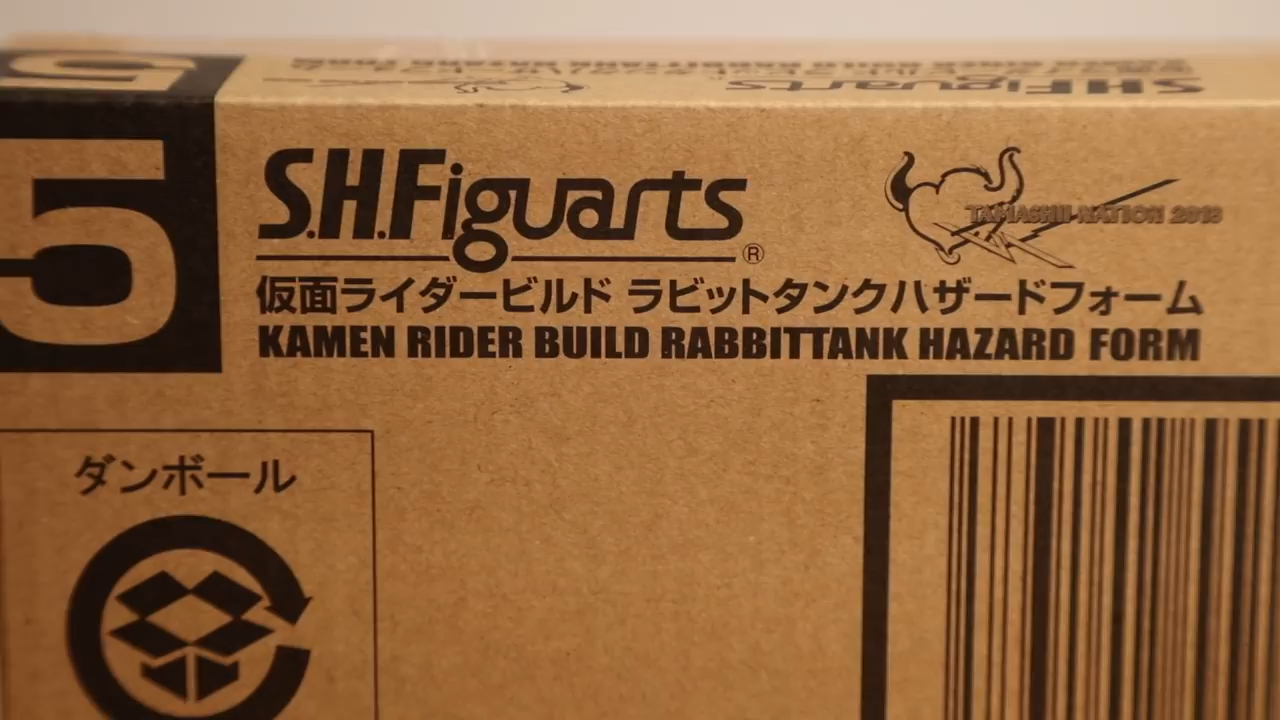 5
S.H.Figuarts
®
TAMASHII NATION 2018
仮面ライダービルド ラビットタンクハザードフォーム
KAMEN RIDER BUILD RABBITTANK HAZARD FORM
ダンボール